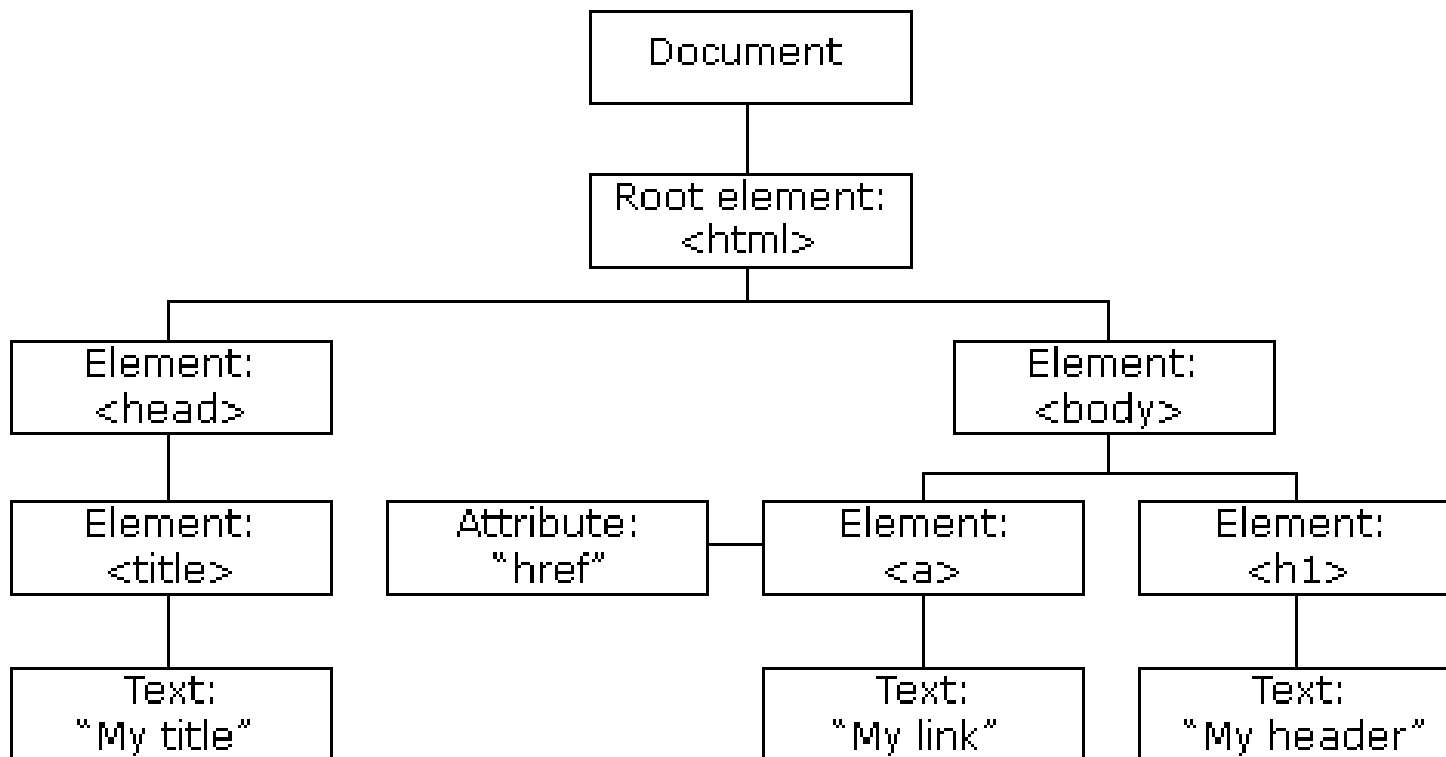 Document
Root element:
<html>
Element:
<head>
Element:
<body>
Element:
<title>
Attribute:
“href”
Element:
<a>
Element:
<h1>
Text:
“My title”
Text:
“My link”
Text:
“My header”